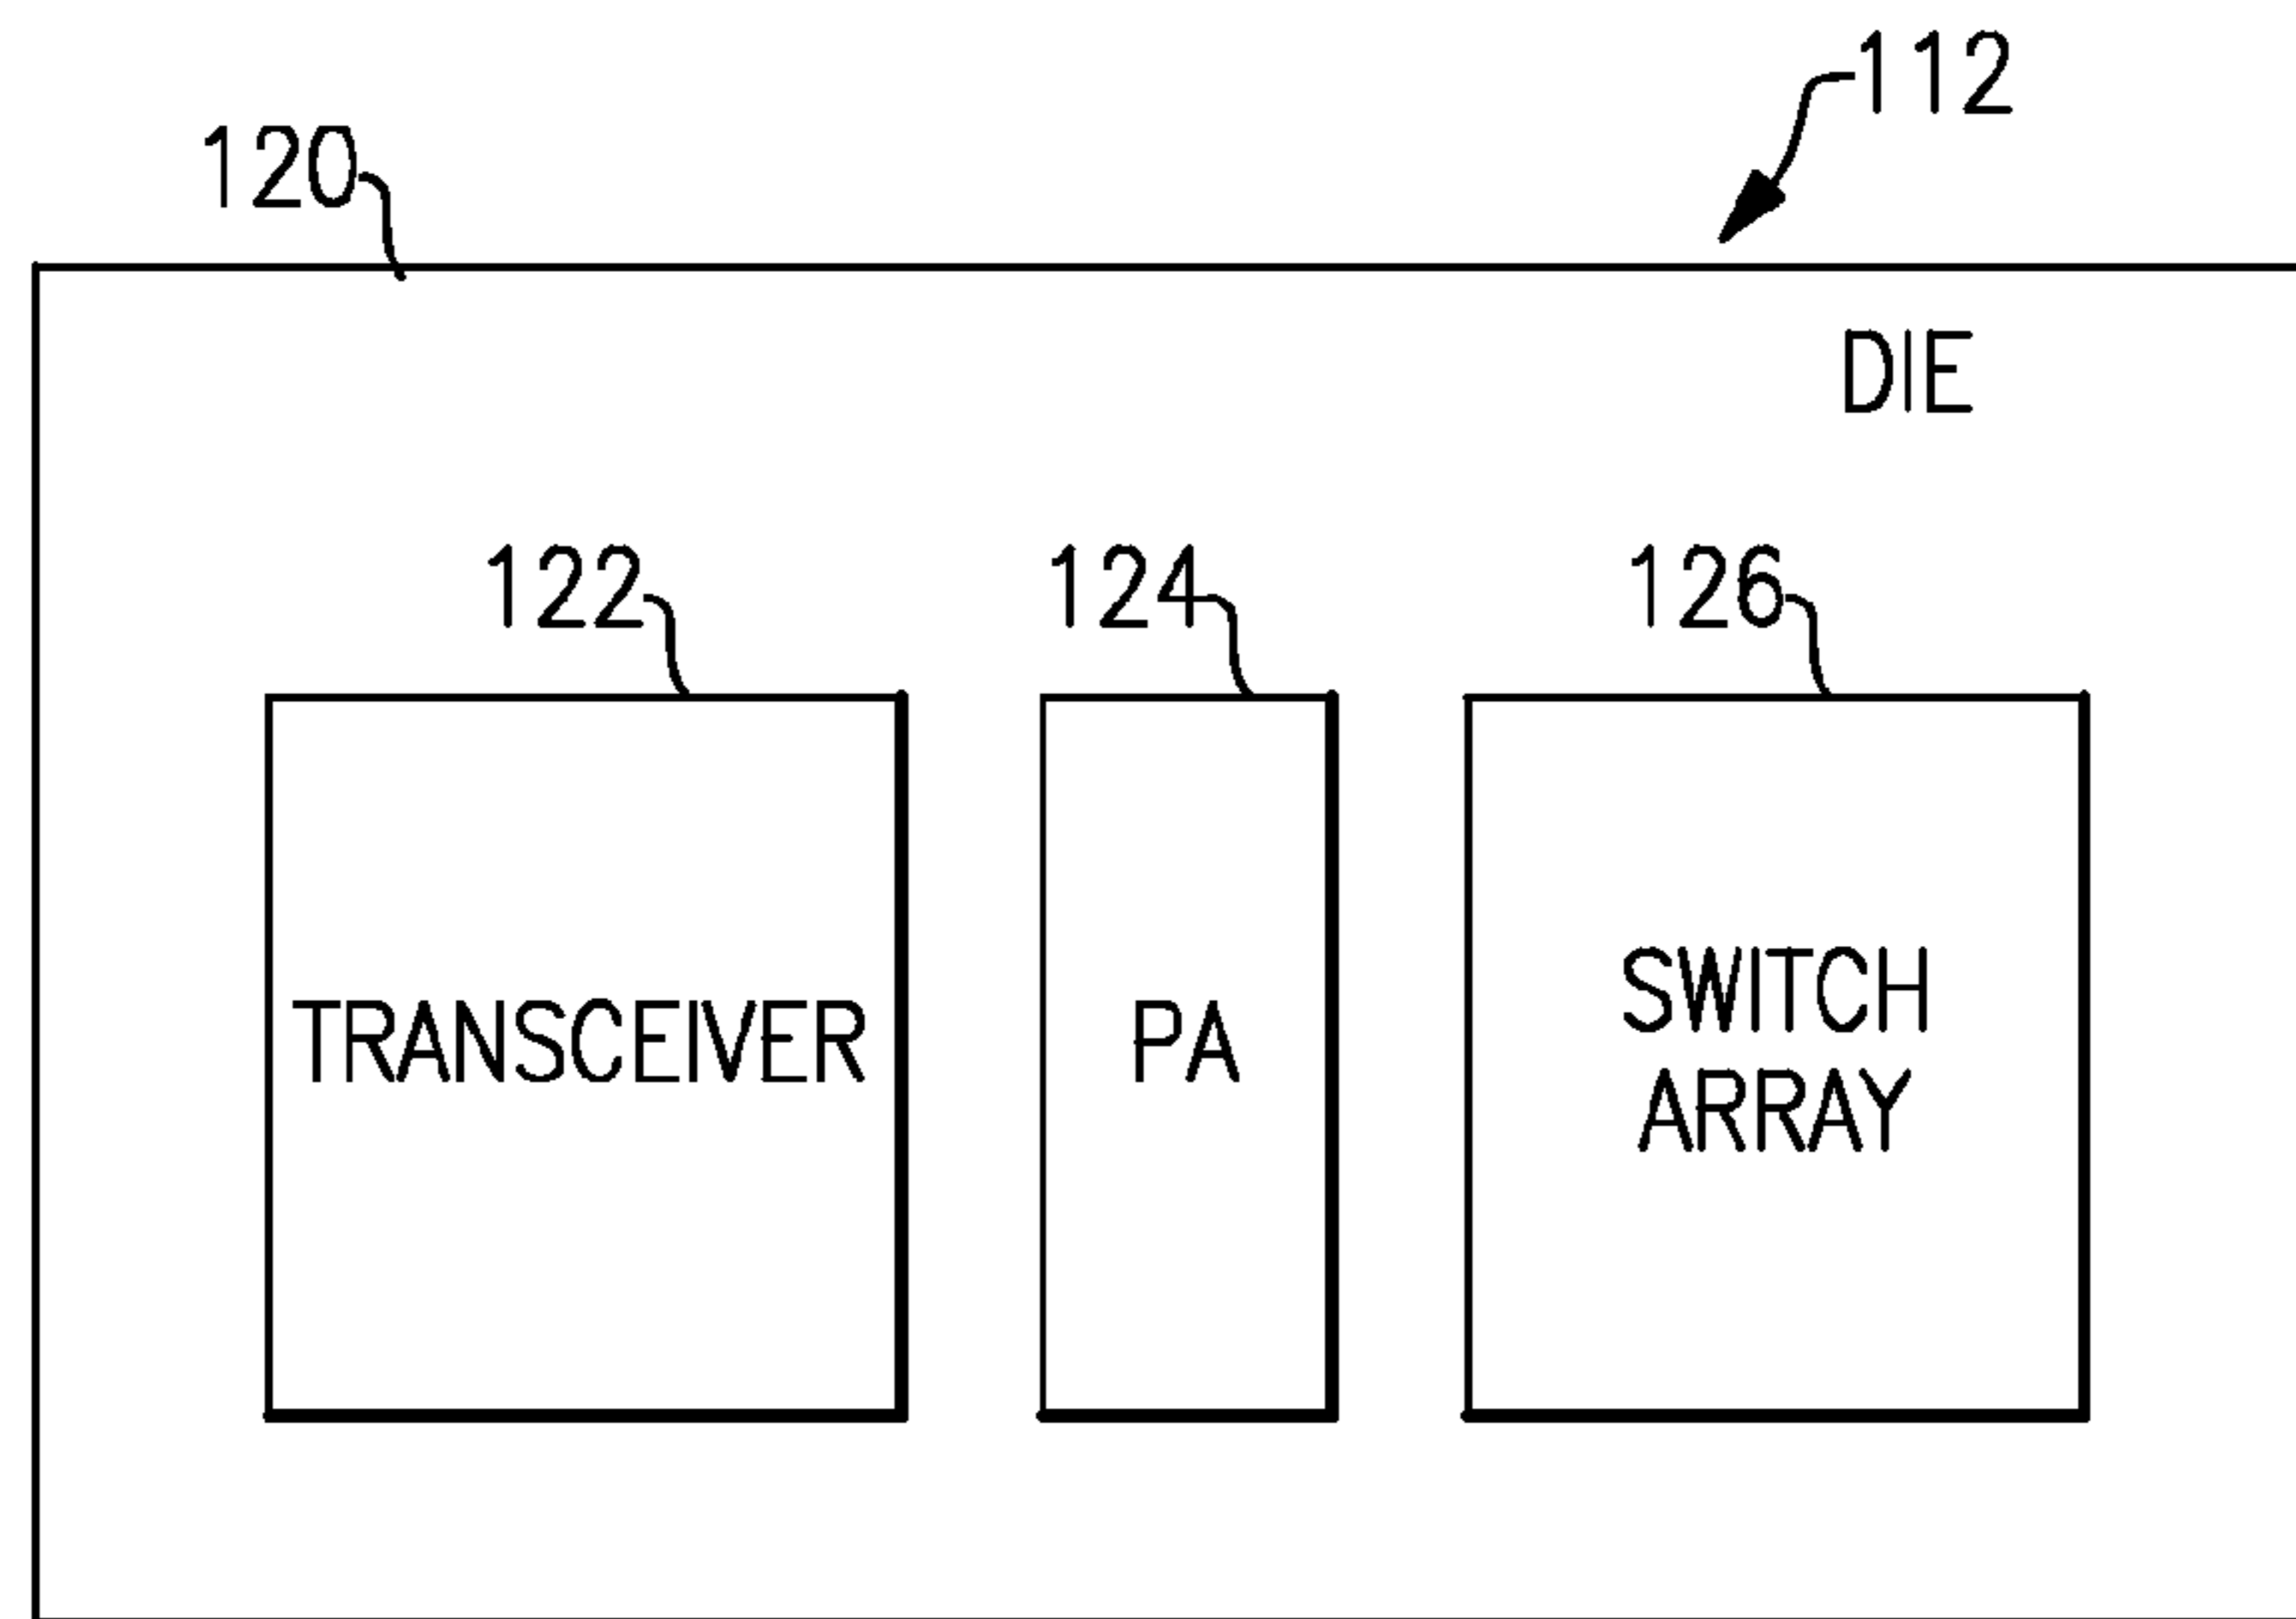 112
120
DIE
122
124
126
TRANSCEIVER
PA
SWITCH
ARRAY